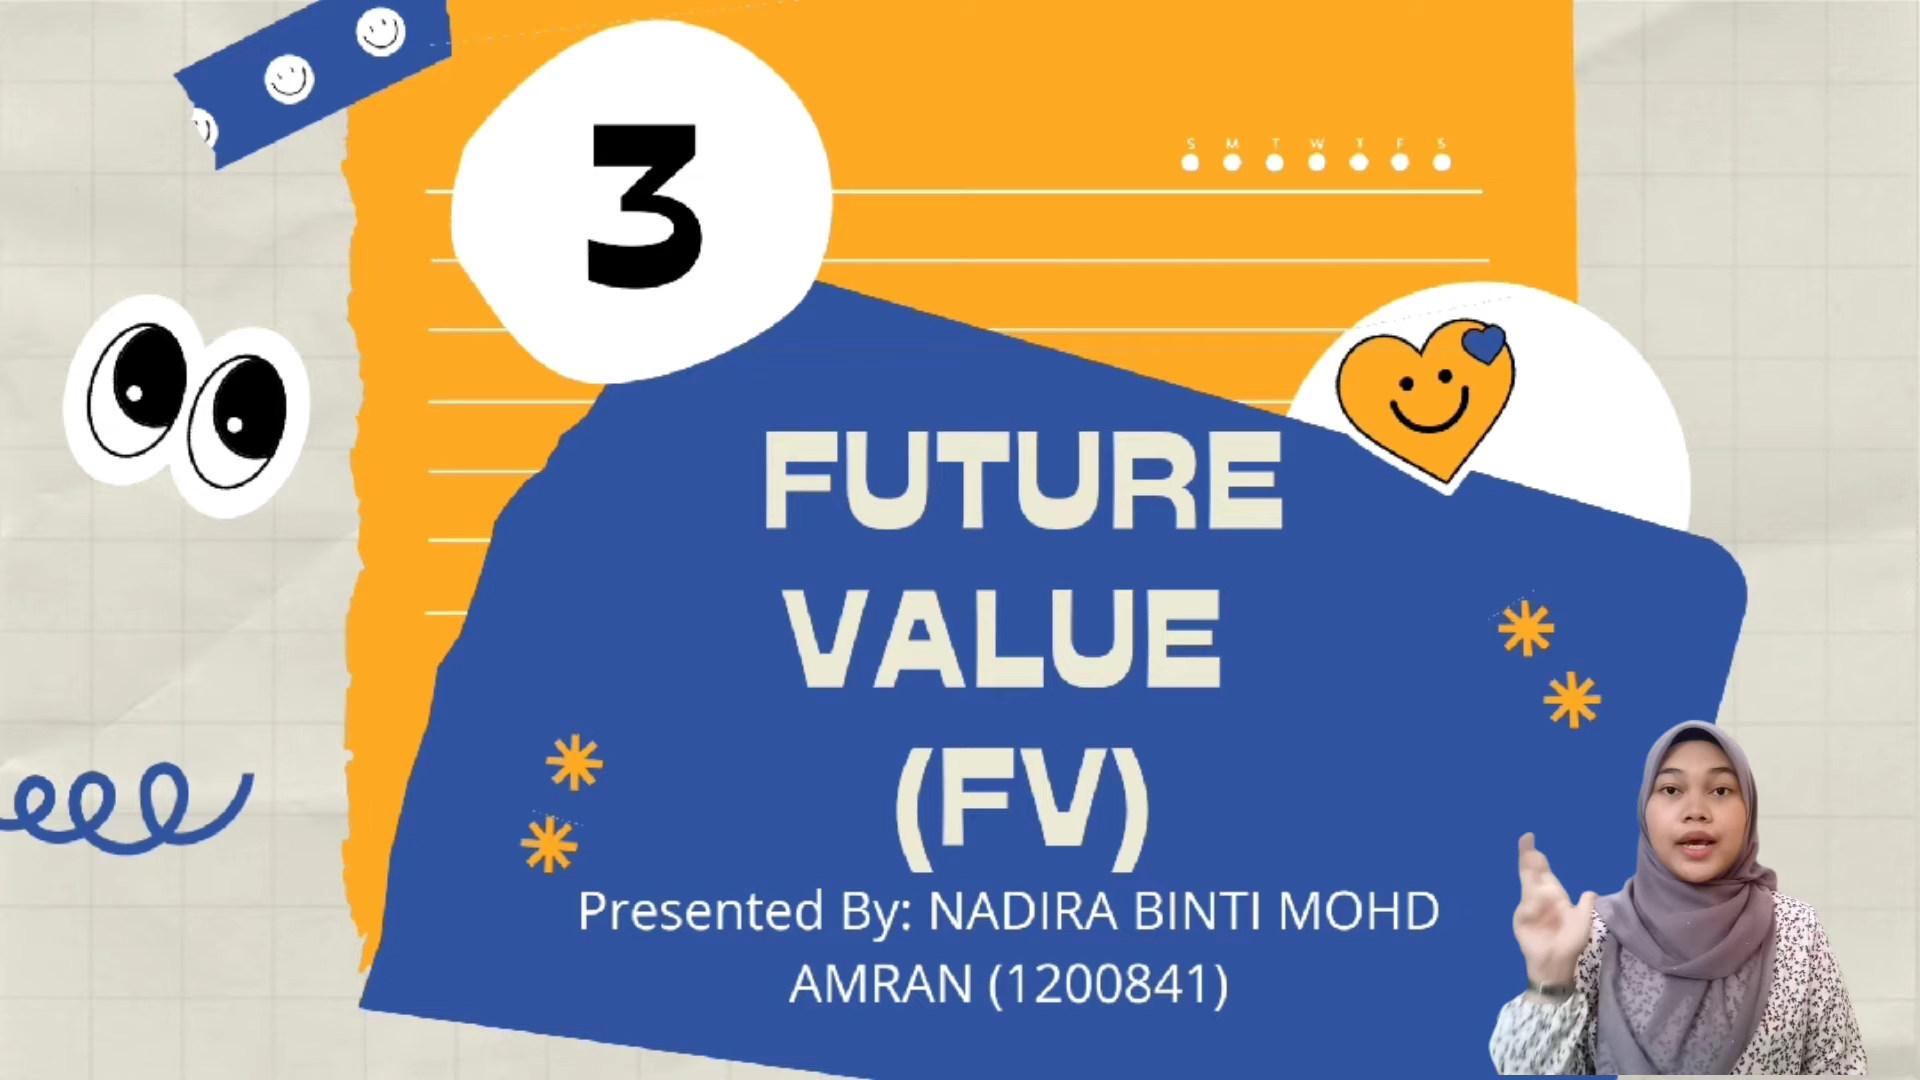 3
S M T W T F S
FUTURE
VALUE
(FV)
Presented By: NADIRA BINTI MOHD
AMRAN (1200841)